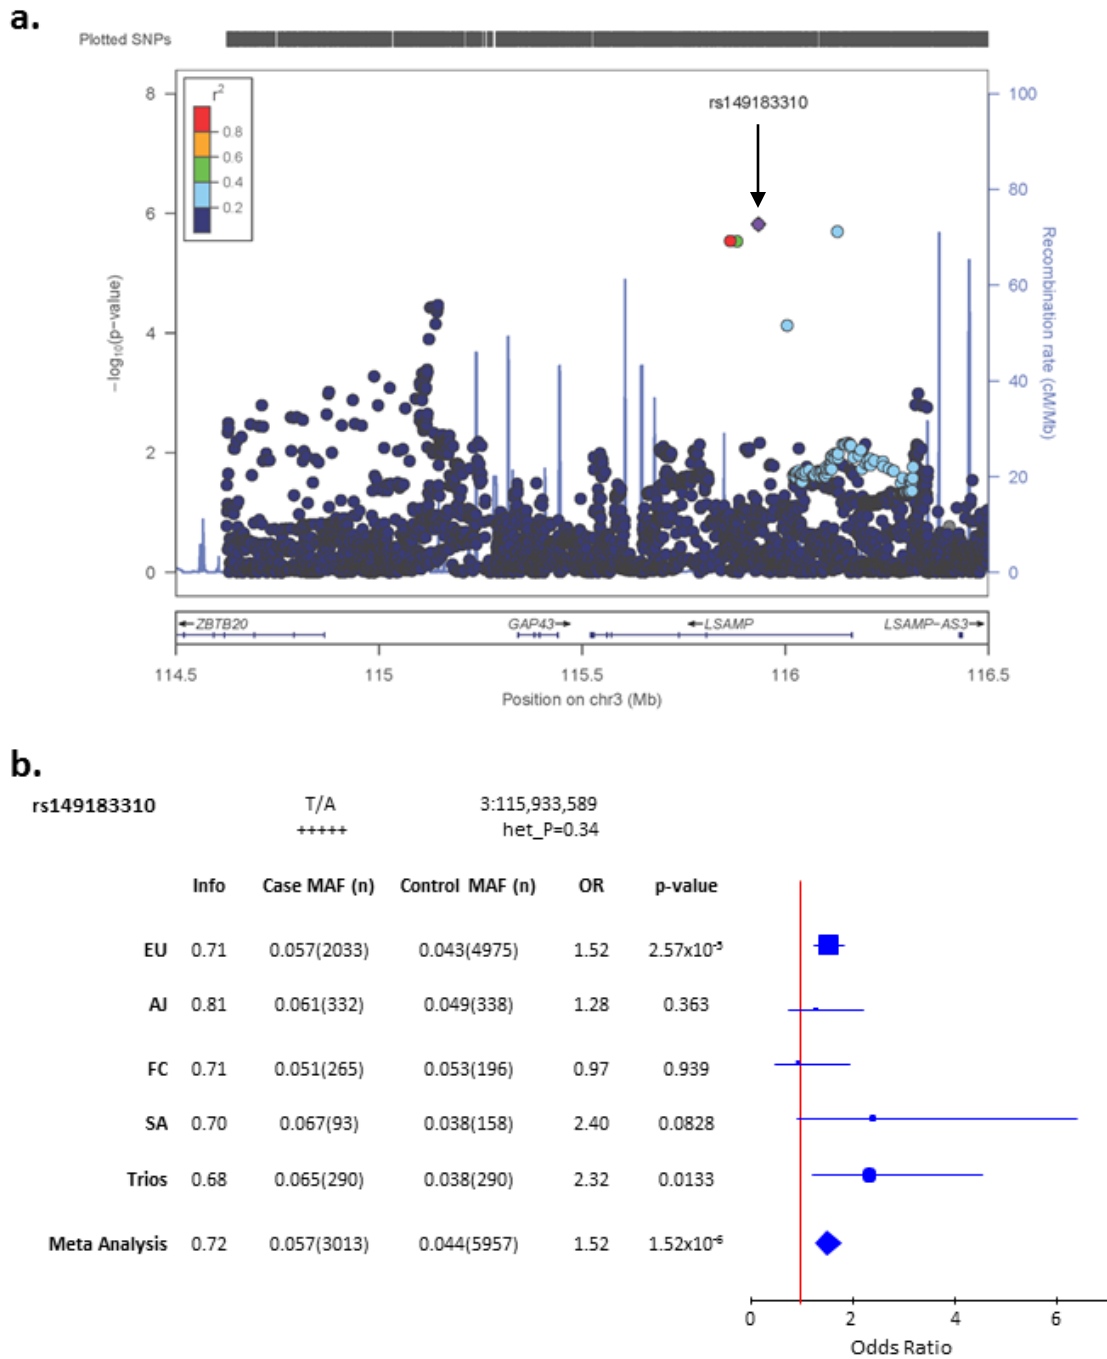 a.
Plotted SNPs
r²
0.8
0.6
0.4
0.2
rs149183310
8
6
4
2
0
−log₁₀(p−value)
100
80
60
40
20
0
Recombination rate (cM/Mb)
←ZBTB20 GAP43→ ←LSAMP LSAMP−AS3→
114.5 115 115.5 116 116.5
Position on chr3 (Mb)
b.
rs149183310 T/A 3:115,933,589
+++++ het_P=0.34
Info Case MAF (n) Control MAF (n) OR p-value
EU 0.71 0.057(2033) 0.043(4975) 1.52 2.57x10⁻⁵
AJ 0.81 0.061(332) 0.049(338) 1.28 0.363
FC 0.71 0.051(265) 0.053(196) 0.97 0.939
SA 0.70 0.067(93) 0.038(158) 2.40 0.0828
Trios 0.68 0.065(290) 0.038(290) 2.32 0.0133
Meta Analysis 0.72 0.057(3013) 0.044(5957) 1.52 1.52x10⁻⁶
0 2 4 6
Odds Ratio